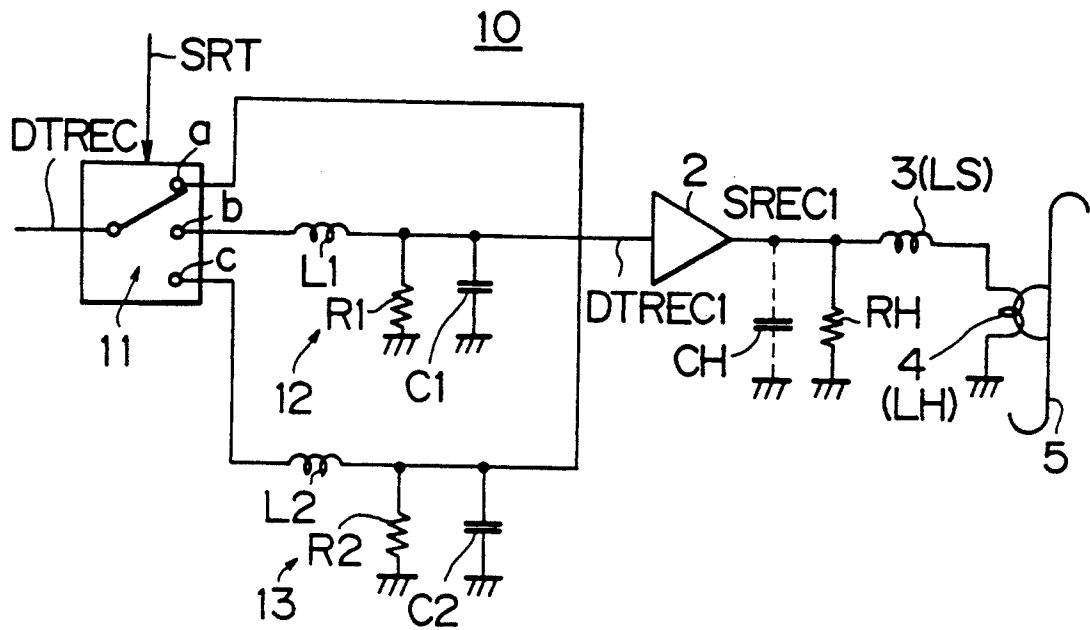 10
SRT
DTREC
a
b
c
11
L1
R1
12
C1
2
SREC1
DTREC1
CH
RH
3(LS)
4
(LH)
5
L2
R2
13
C2